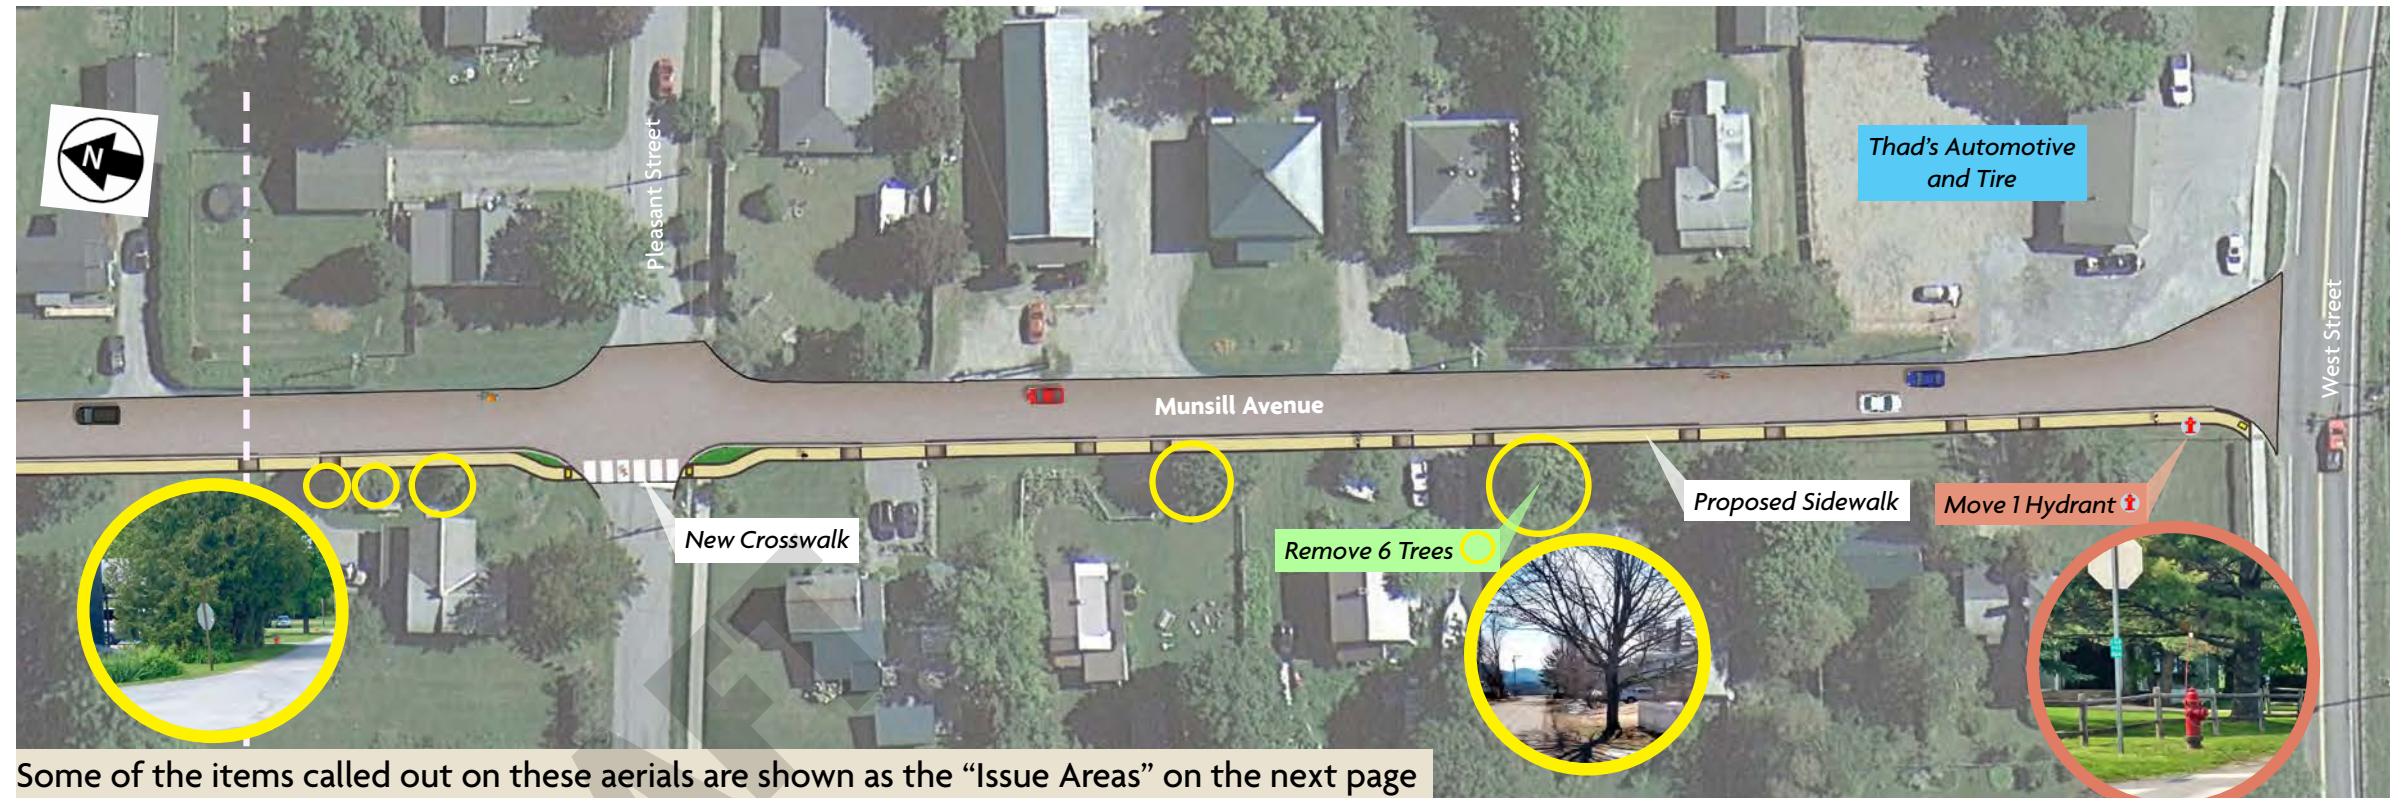 N
Pleasant Street
Thad's Automotive
and Tire
West Street
Munsill Avenue
New Crosswalk
Remove 6 Trees
Proposed Sidewalk
Move 1 Hydrant
Some of the items called out on these aerials are shown as the “Issue Areas” on the next page